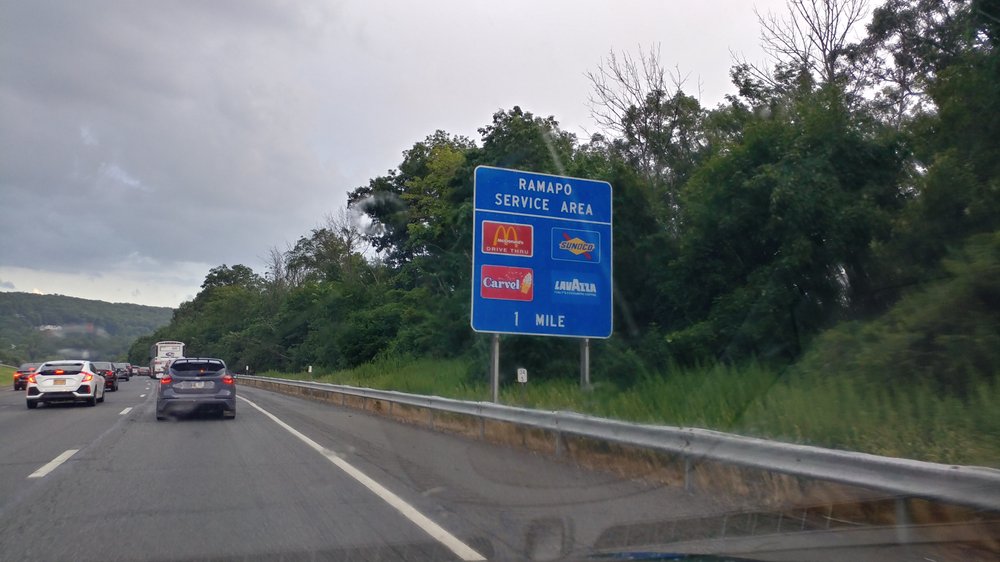 RAMAPO
SERVICE AREA
McDonald's
DRIVE THRU
SUNOCO
Carvel
LAVAZZA
1 MILE